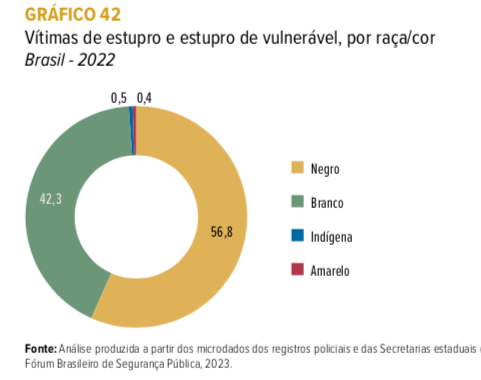 GRÁFICO 42
Vítimas de estupro e estupro de vulnerável, por raça/cor
Brasil - 2022
0,5 0,4
42,3
56,8
Negro
Branco
Indígena
Amarelo
Fonte: Análise produzida a partir dos microdados dos registros policiais e das Secretarias estaduais
Fórum Brasileiro de Segurança Pública, 2023.